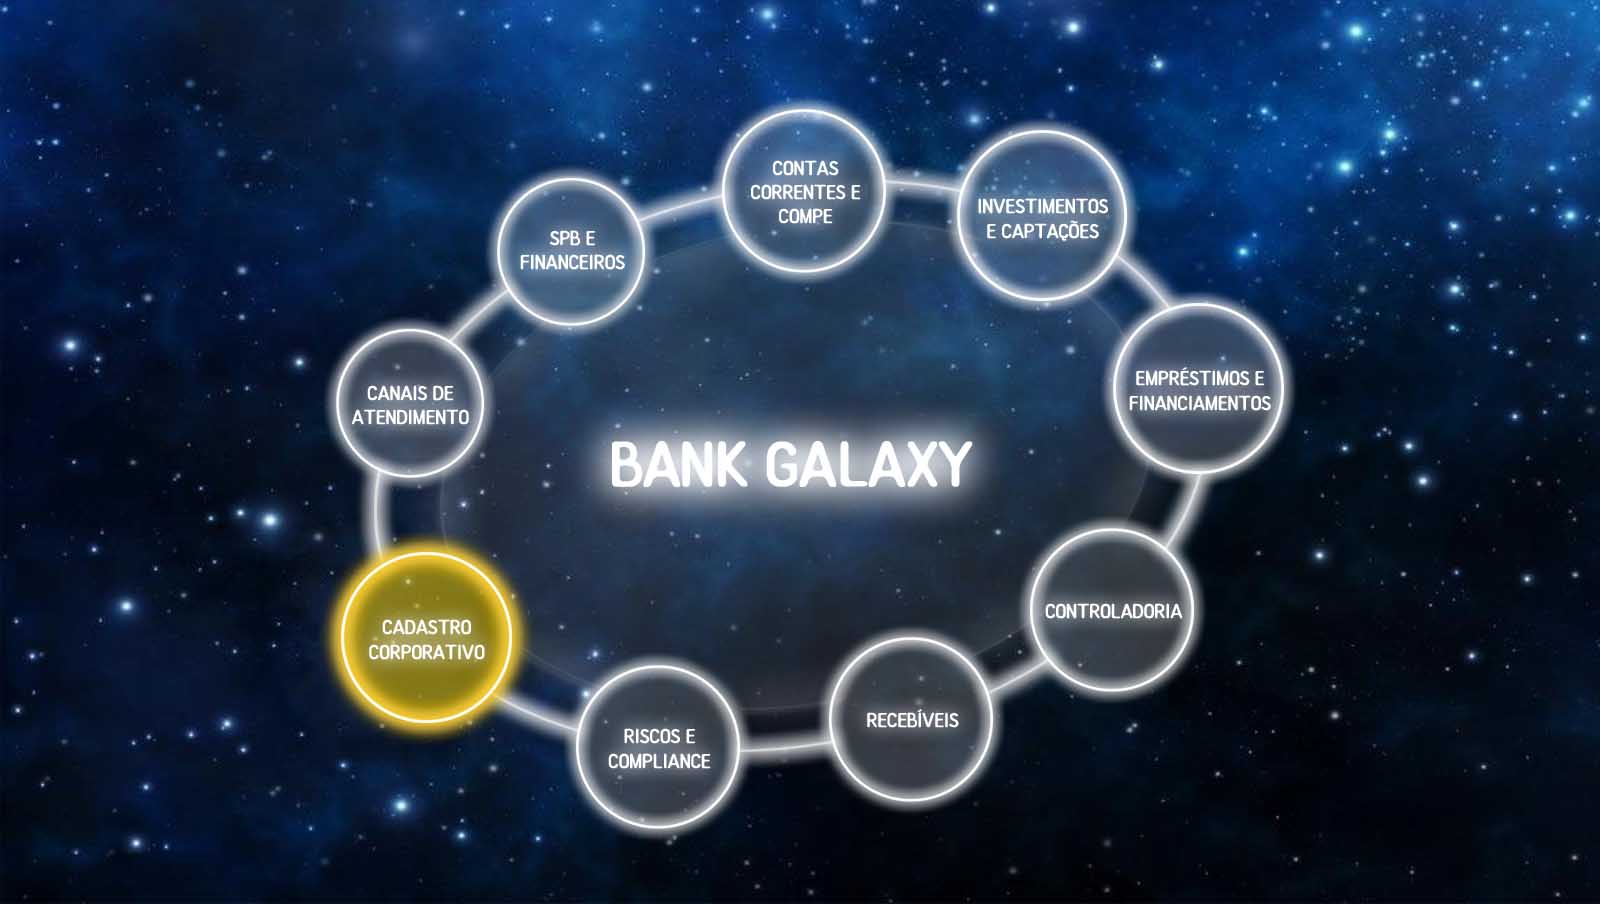 CONTAS
CORRENTES E
COMPE
INVESTIMENTOS
E CAPTAÇÕES
SPB E
FINANCEIROS
EMPRÉSTIMOS E
FINANCIAMENTOS
CANAIS DE
ATENDIMENTO
BANK GALAXY
CONTROLADORIA
CADASTRO
CORPORATIVO
RECEBÍVEIS
RISCOS E
COMPLIANCE